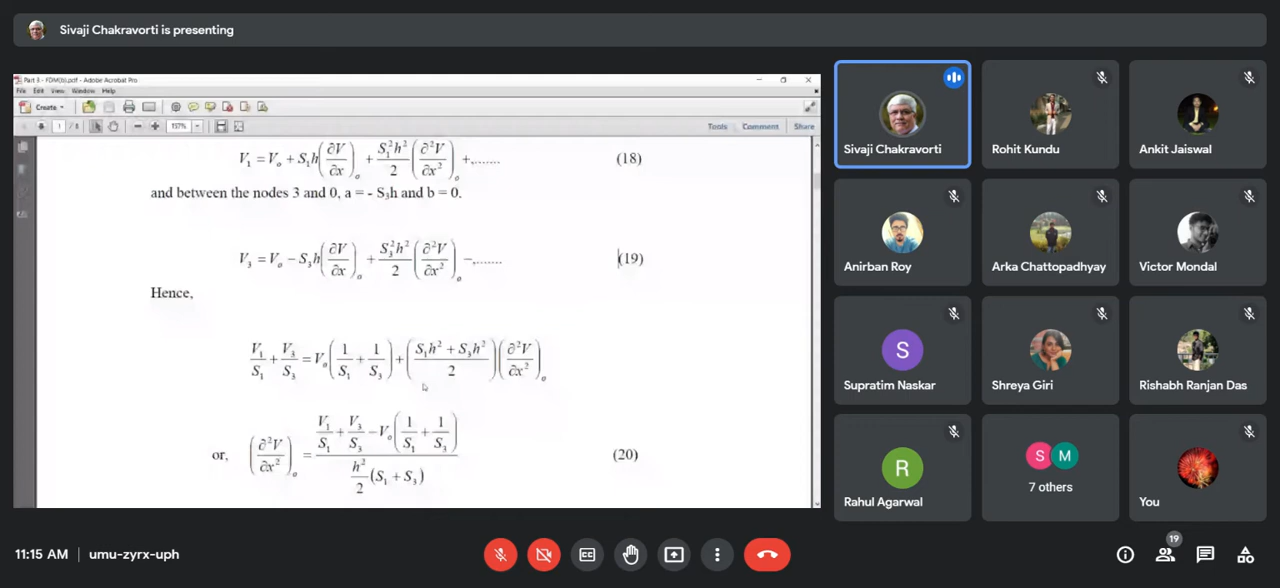 Sivaji Chakravorti is presenting
Part 3 - FDM(b).pdf - Adobe Acrobat Pro
File Edit View Window Help
Create
1 / 8 157% Tools Comment Share
V₁ = Vₒ + S₁h(∂V/∂x)ₒ + S₁²h²/2 (∂²V/∂x²)ₒ +,....... (18)
and between the nodes 3 and 0, a = - S₃h and b = 0.
V₃ = Vₒ − S₃h(∂V/∂x)ₒ + S₃²h²/2 (∂²V/∂x²)ₒ −,....... (19)
Hence,
V₁/S₁ + V₃/S₃ = Vₒ(1/S₁ + 1/S₃) + ((S₁h² + S₃h²)/2)(∂²V/∂x²)ₒ
or, (∂²V/∂x²)ₒ = (V₁/S₁ + V₃/S₃ − Vₒ(1/S₁ + 1/S₃)) / (h²/2 (S₁ + S₃)) (20)
Sivaji Chakravorti
Rohit Kundu
Ankit Jaiswal
Anirban Roy
Arka Chattopadhyay
Victor Mondal
S
Supratim Naskar
Shreya Giri
Rishabh Ranjan Das
R
Rahul Agarwal
S M
7 others
You
11:15 AM | umu-zyrx-uph
19